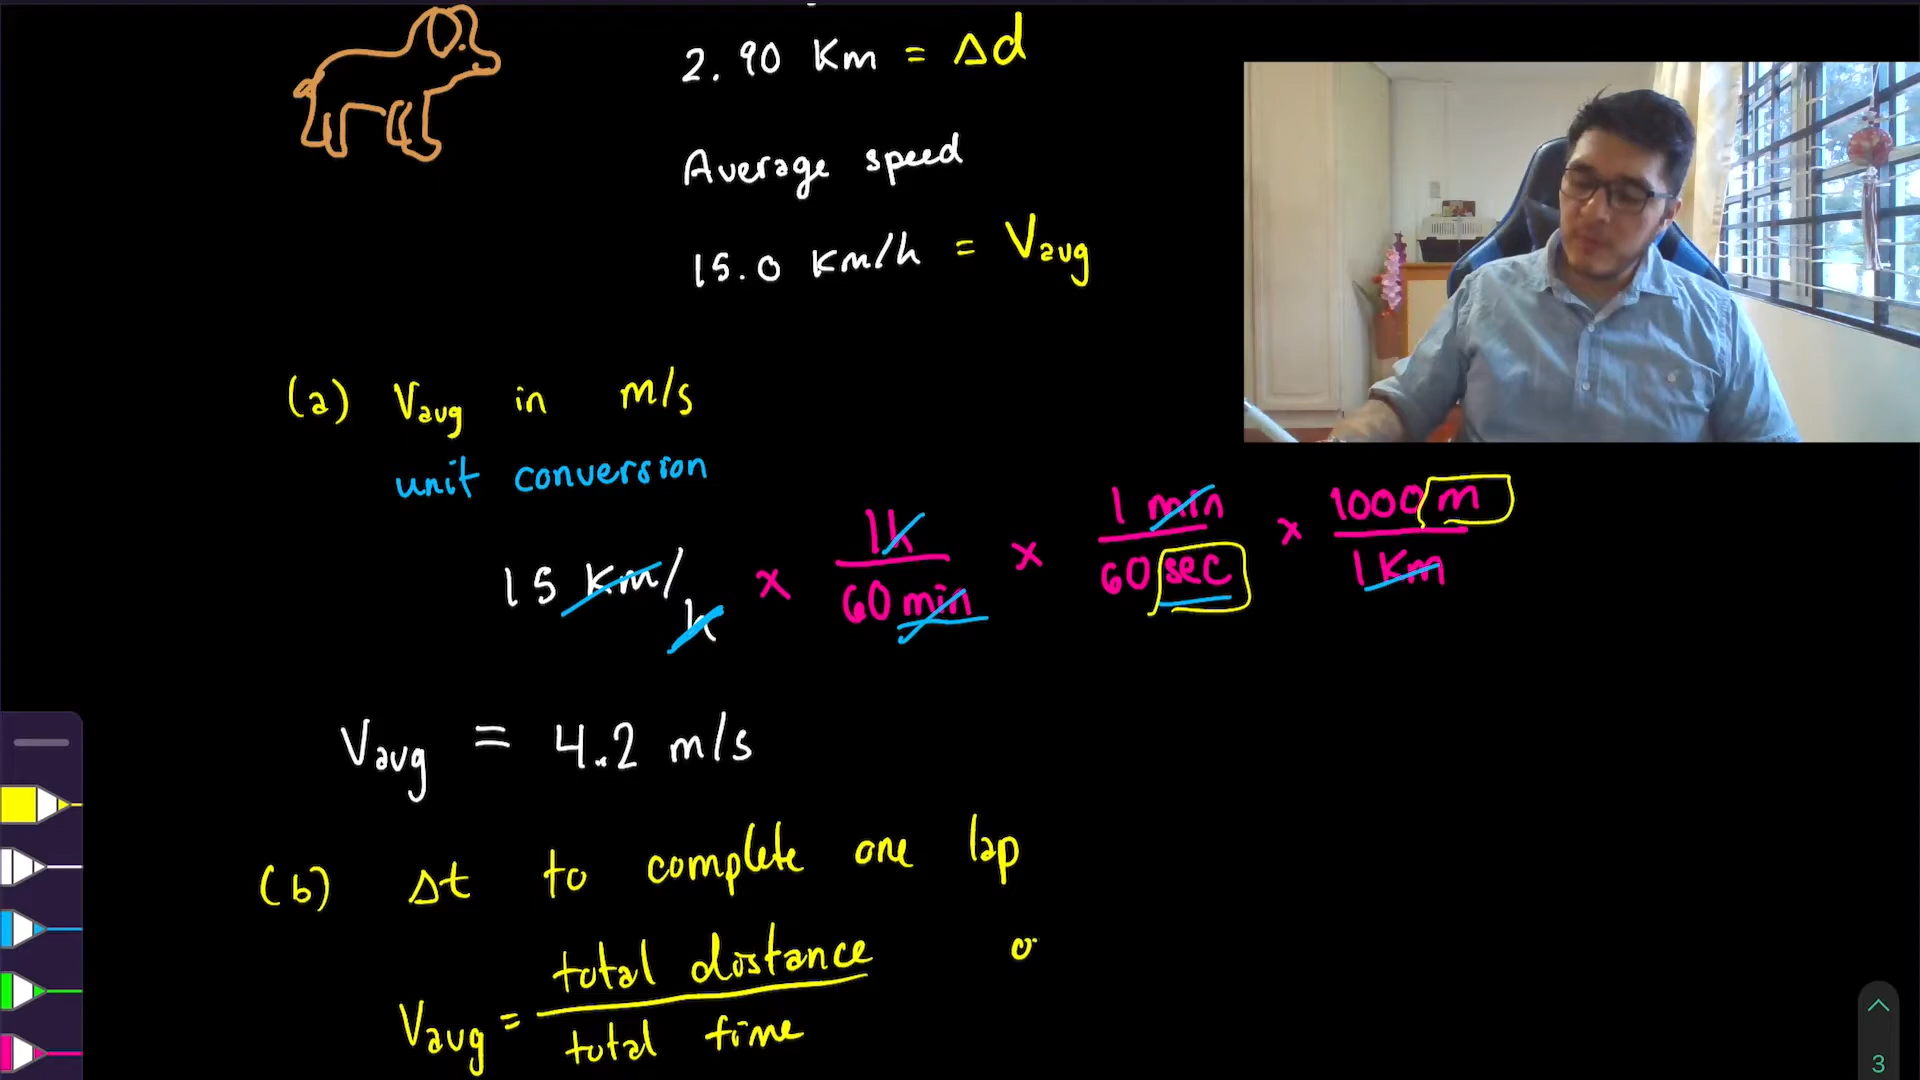 2.90 Km = Δd
Average speed
15.0 Km/h = Vavg
(a) Vavg in m/s
unit conversion
15 Km/h × 1h/60 min × 1 min/60 sec × 1000 m/1 Km
Vavg = 4.2 m/s
(b) Δt to complete one lap
Vavg = total distance/total time
3